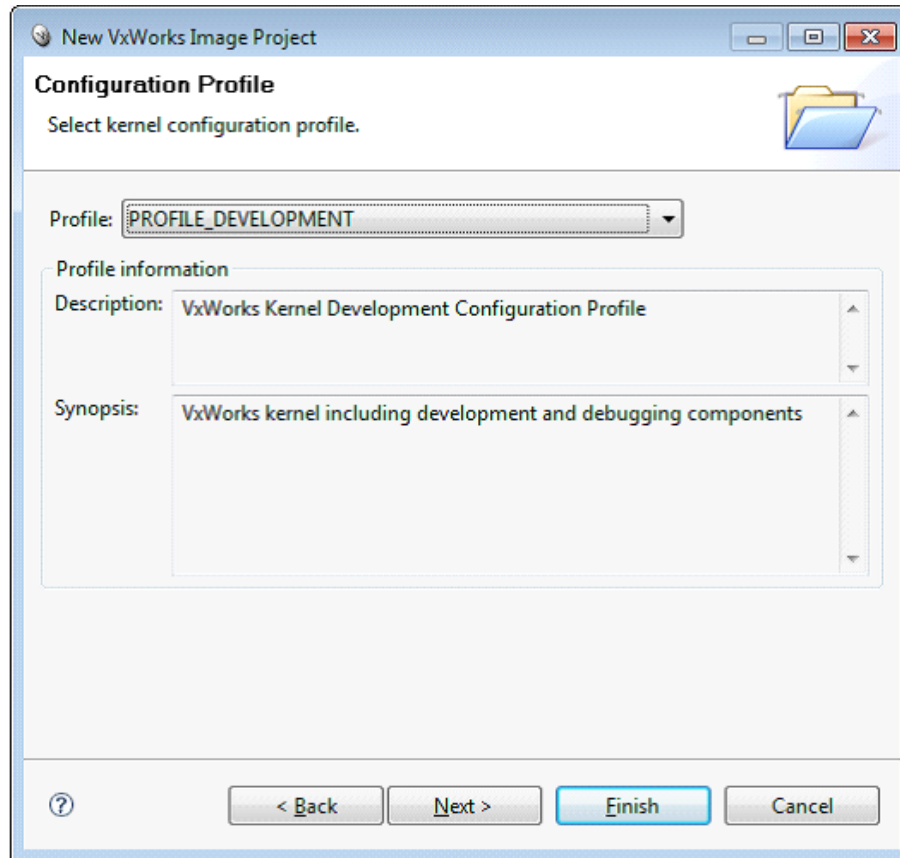 New VxWorks Image Project
Configuration Profile
Select kernel configuration profile.
Profile: PROFILE_DEVELOPMENT
Profile information
Description: VxWorks Kernel Development Configuration Profile
Synopsis: VxWorks kernel including development and debugging components
?
< Back Next > Finish Cancel